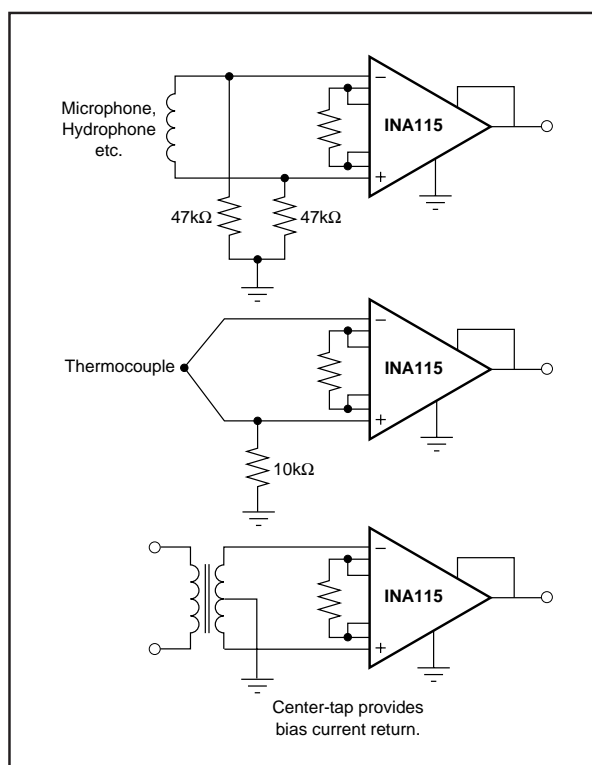 Microphone,
Hydrophone
etc.
−
INA115
+
47kΩ 47kΩ
−
Thermocouple
INA115
+
10kΩ
−
INA115
+
Center-tap provides
bias current return.